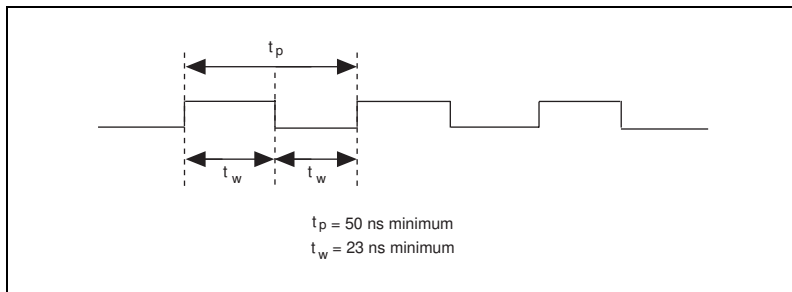 t p
t w t w
t p = 50 ns minimum
t w = 23 ns minimum